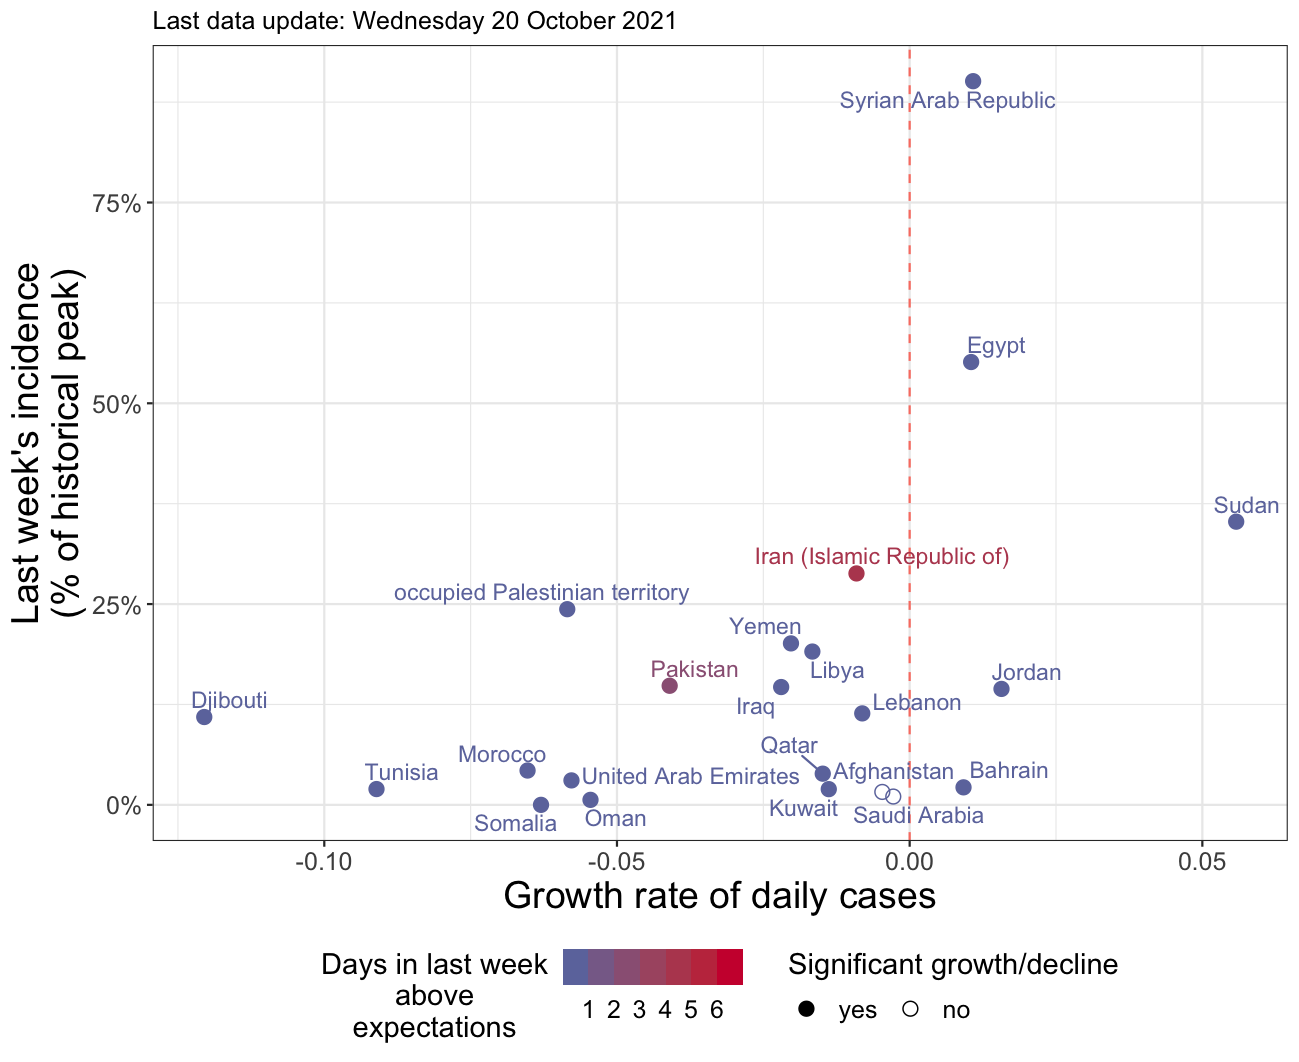 Last data update: Wednesday 20 October 2021
Last week's incidence
(% of historical peak)
75%
50%
25%
0%
Syrian Arab Republic
Egypt
Sudan
Iran (Islamic Republic of)
occupied Palestinian territory
Yemen
Libya
Pakistan
Iraq
Jordan
Djibouti
Lebanon
Qatar
Morocco
Tunisia
United Arab Emirates
Afghanistan
Bahrain
Kuwait
Saudi Arabia
Somalia
Oman
-0.10
-0.05
0.00
0.05
Growth rate of daily cases
Days in last week
above
expectations
1 2 3 4 5 6
Significant growth/decline
yes
no